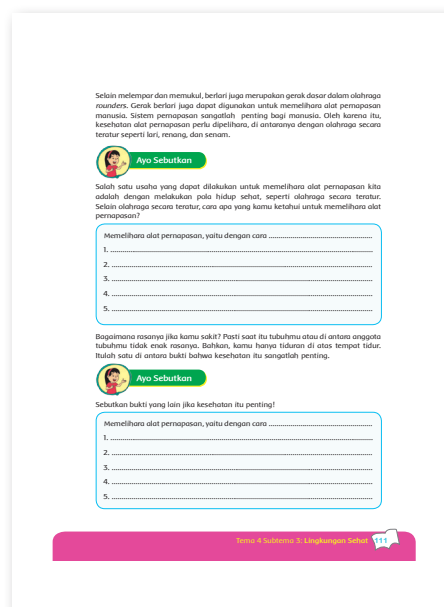 Selain melempar dan memukul, berlari juga merupakan gerak dasar dalam olahraga
rounders. Gerak berlari juga dapat digunakan untuk memelihara alat pernapasan
manusia. Sistem pernapasan sangatlah penting bagi manusia. Oleh karena itu,
kesehatan alat pernapasan perlu dipelihara, di antaranya dengan olahraga secara
teratur seperti lari, renang, dan senam.
Ayo Sebutkan
Salah satu usaha yang dapat dilakukan untuk memelihara alat pernapasan kita
adalah dengan melakukan pola hidup sehat, seperti olahraga secara teratur.
Selain olahraga secara teratur, cara apa yang kamu ketahui untuk memelihara alat
pernapasan?
Memelihara alat pernapasan, yaitu dengan cara ........................................
1. ........................................
2. ........................................
3. ........................................
4. ........................................
5. ........................................
Bagaimana rasanya jika kamu sakit? Pasti saat itu tubuhmu atau di antara anggota
tubuhmu tidak enak rasanya. Bahkan, kamu hanya tiduran di atas tempat tidur.
Itulah satu di antara bukti bahwa kesehatan itu sangatlah penting.
Ayo Sebutkan
Sebutkan bukti yang lain jika kesehatan itu penting!
Memelihara alat pernapasan, yaitu dengan cara ........................................
1. ........................................
2. ........................................
3. ........................................
4. ........................................
5. ........................................
Tema 4 Subtema 3: Lingkungan Sehat 111